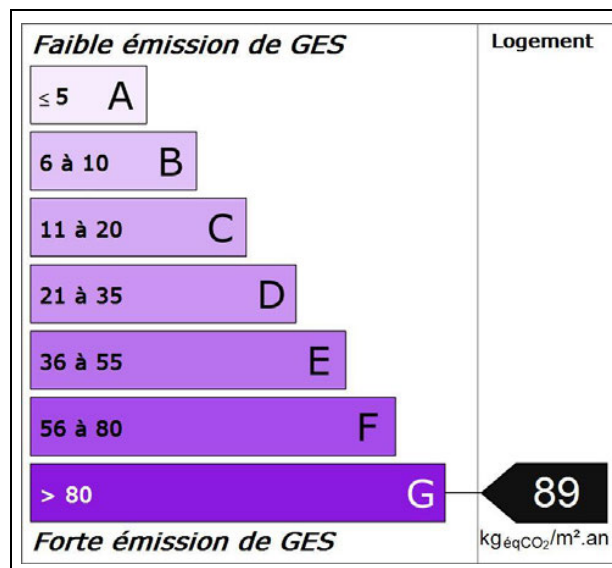 Faible émission de GES
Logement
≤ 5 A
6 à 10 B
11 à 20 C
21 à 35 D
36 à 55 E
56 à 80 F
> 80 G
89
kgéqCO₂/m².an
Forte émission de GES